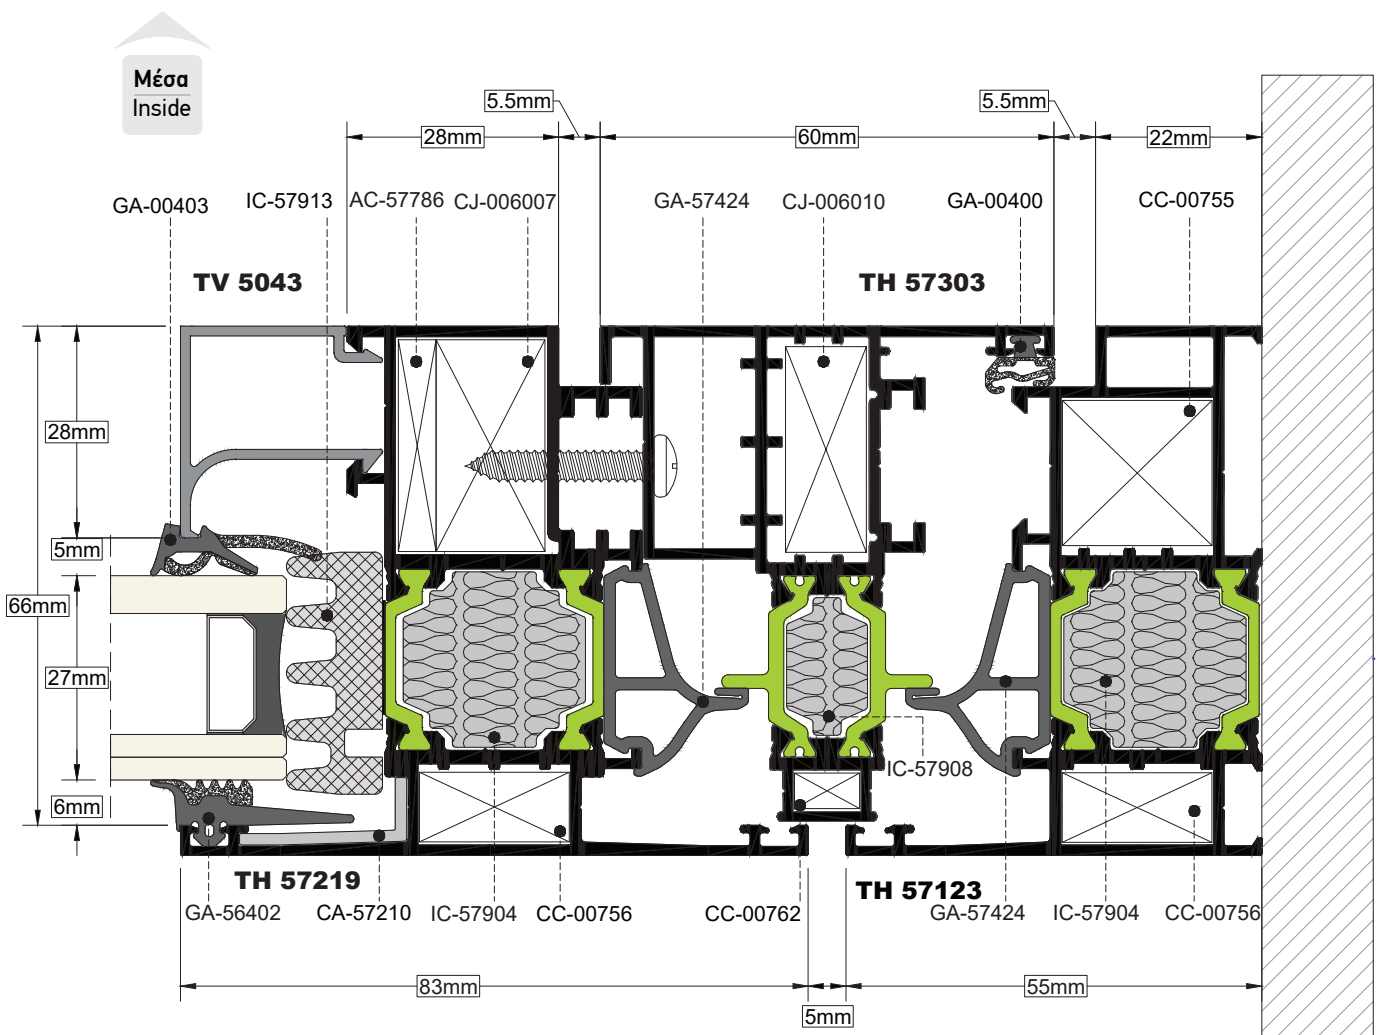 Μέσα
Inside
5.5mm
5.5mm
28mm
60mm
22mm
GA-00403
IC-57913
AC-57786
CJ-006007
GA-57424
CJ-006010
GA-00400
CC-00755
TV 5043
TH 57303
28mm
5mm
66mm
27mm
6mm
IC-57908
TH 57219
TH 57123
GA-56402
CA-57210
IC-57904
CC-00756
CC-00762
GA-57424
IC-57904
CC-00756
83mm
55mm
5mm